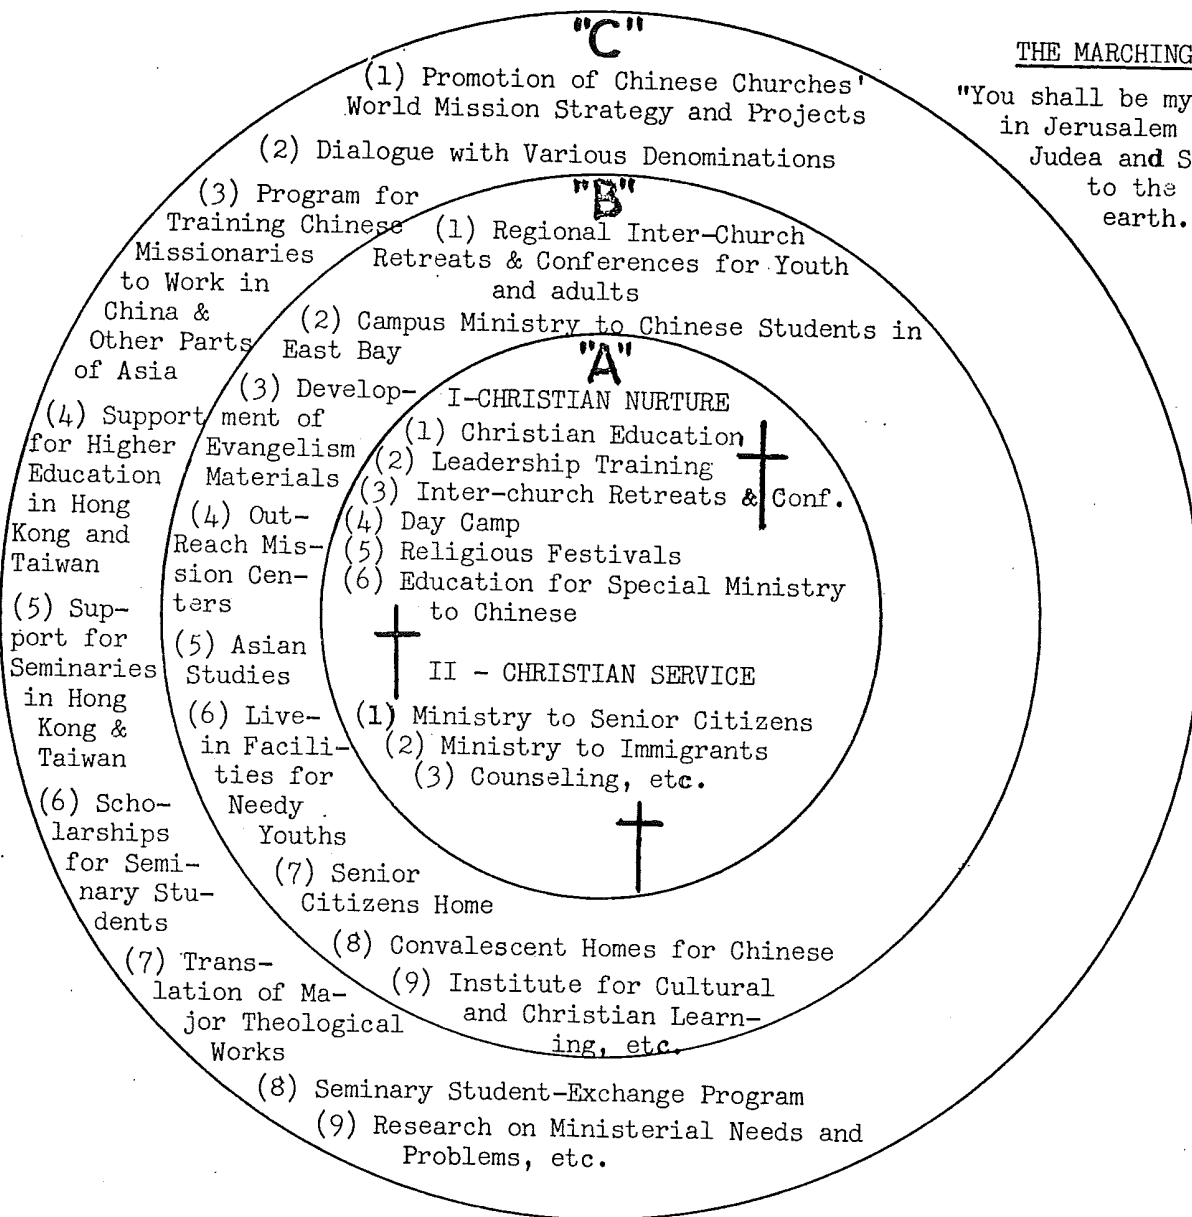 "C"
(1) Promotion of Chinese Churches'
World Mission Strategy and Projects
(2) Dialogue with Various Denominations
(3) Program for
Training Chinese
Missionaries
to Work in
China &
Other Parts
of Asia
(4) Support
for Higher
Education
in Hong
Kong and
Taiwan
(5) Sup-
port for
Seminaries
in Hong
Kong &
Taiwan
(6) Scho-
larships
for Semi-
nary Stu-
dents
(7) Trans-
lation of Ma-
jor Theological
Works
(8) Seminary Student-Exchange Program
(9) Research on Ministerial Needs and
Problems, etc.
"B"
(1) Regional Inter-Church
Retreats & Conferences for Youth
and adults
(2) Campus Ministry to Chinese Students in
East Bay
(3) Develop-
ment of
Evangelism
Materials
(4) Out-
Reach Mis-
sion Cen-
ters
(5) Asian
Studies
(6) Live-
in Facili-
ties for
Needy
Youths
(7) Senior
Citizens Home
(8) Convalescent Homes for Chinese
(9) Institute for Cultural
and Christian Learn-
ing, etc.
"A"
I-CHRISTIAN NURTURE
(1) Christian Education
(2) Leadership Training
(3) Inter-church Retreats & Conf.
(4) Day Camp
(5) Religious Festivals
(6) Education for Special Ministry
to Chinese
II - CHRISTIAN SERVICE
(1) Ministry to Senior Citizens
(2) Ministry to Immigrants
(3) Counseling, etc.
THE MARCHING
"You shall be my
in Jerusalem
Judea and S
to the
earth.